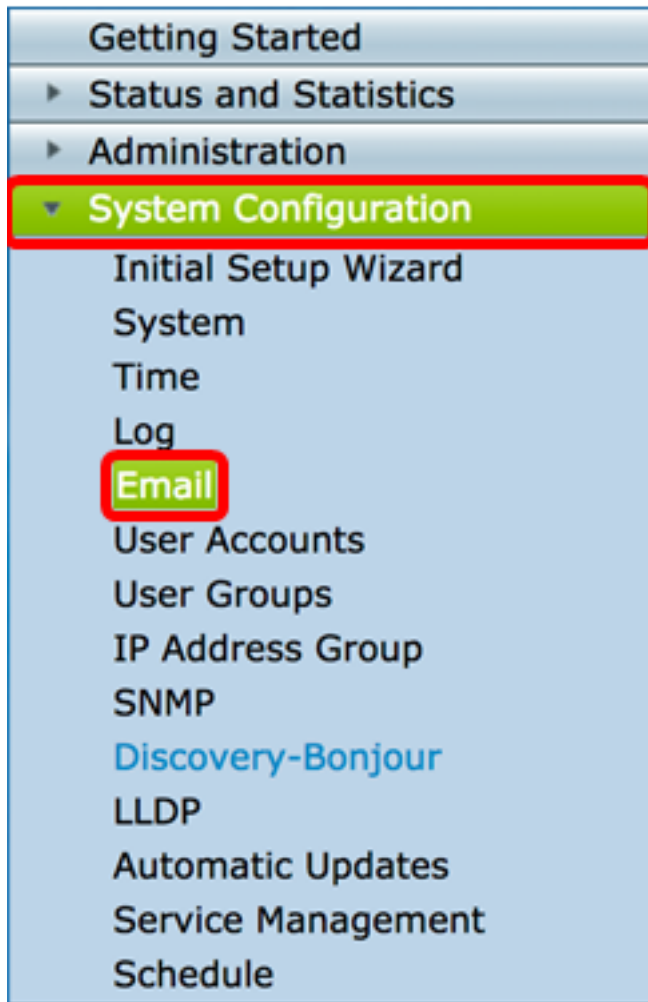 Getting Started
Status and Statistics
Administration
System Configuration
Initial Setup Wizard
System
Time
Log
Email
User Accounts
User Groups
IP Address Group
SNMP
Discovery-Bonjour
LLDP
Automatic Updates
Service Management
Schedule